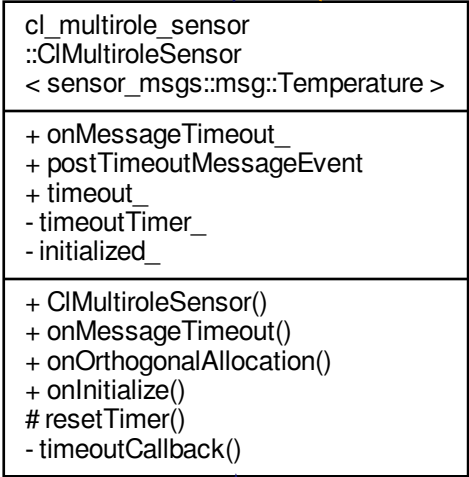 cl_multirole_sensor
::ClMultiroleSensor
< sensor_msgs::msg::Temperature >
+ onMessageTimeout_
+ postTimeoutMessageEvent
+ timeout_
- timeoutTimer_
- initialized_
+ ClMultiroleSensor()
+ onMessageTimeout()
+ onOrthogonalAllocation()
+ onInitialize()
# resetTimer()
- timeoutCallback()